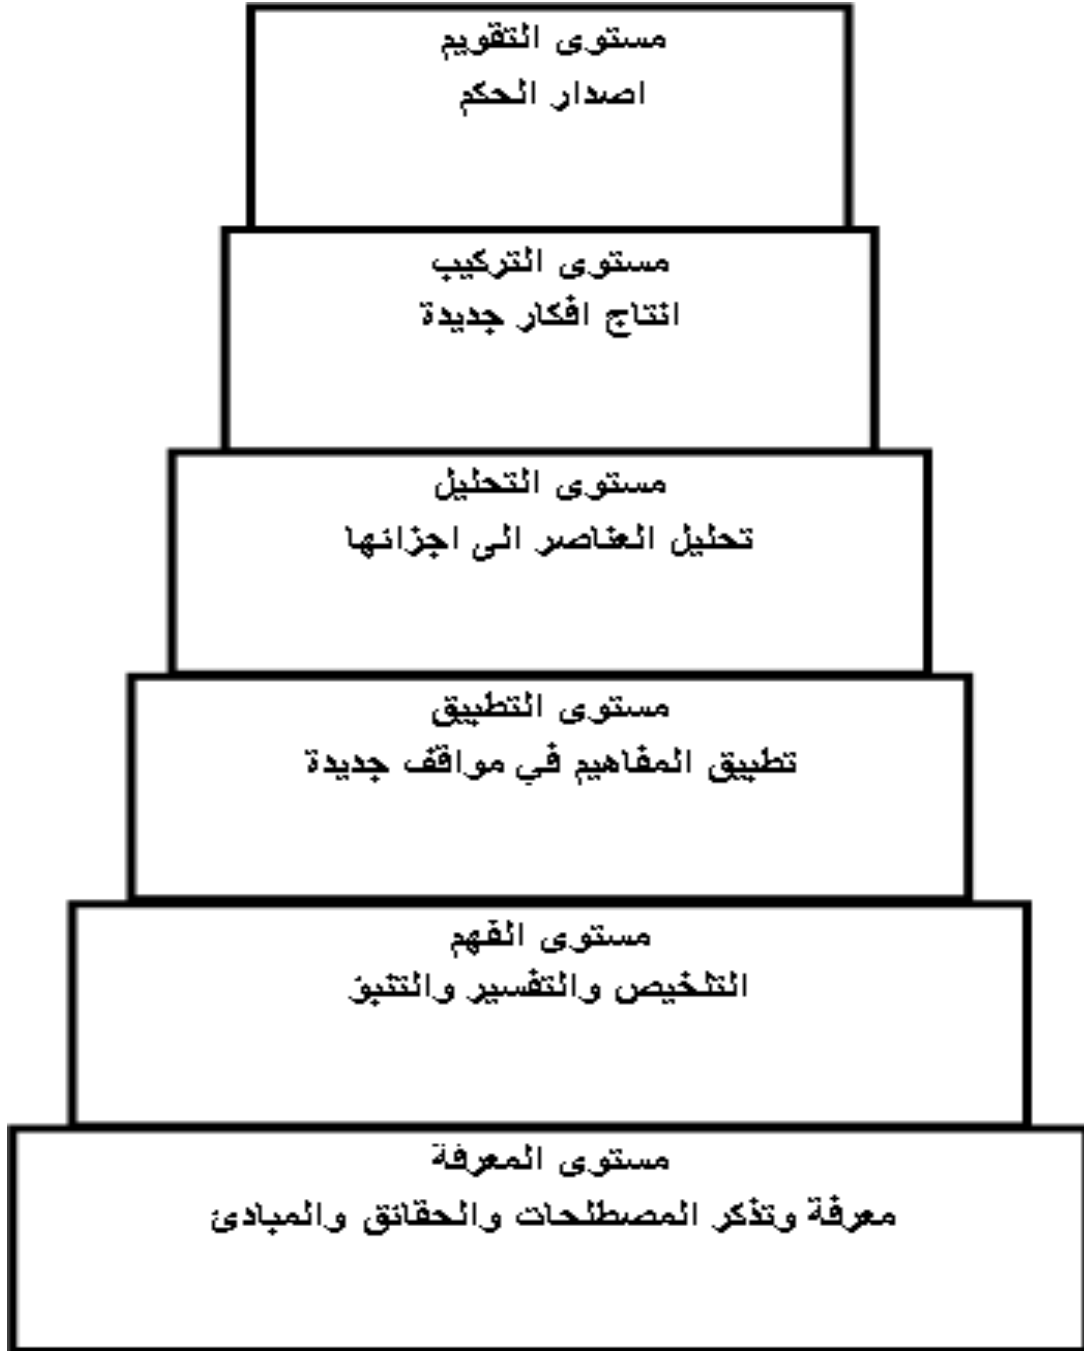 مستوى التقويم
اصدار الحكم
مستوى التركيب
انتاج افكار جديدة
مستوى التحليل
تحليل العناصر الى اجزائها
مستوى التطبيق
تطبيق المفاهيم في مواقف جديدة
مستوى الفهم
التلخيص والتفسير والتنبؤ
مستوى المعرفة
معرفة وتذكر المصطلحات والحقائق والمبادئ